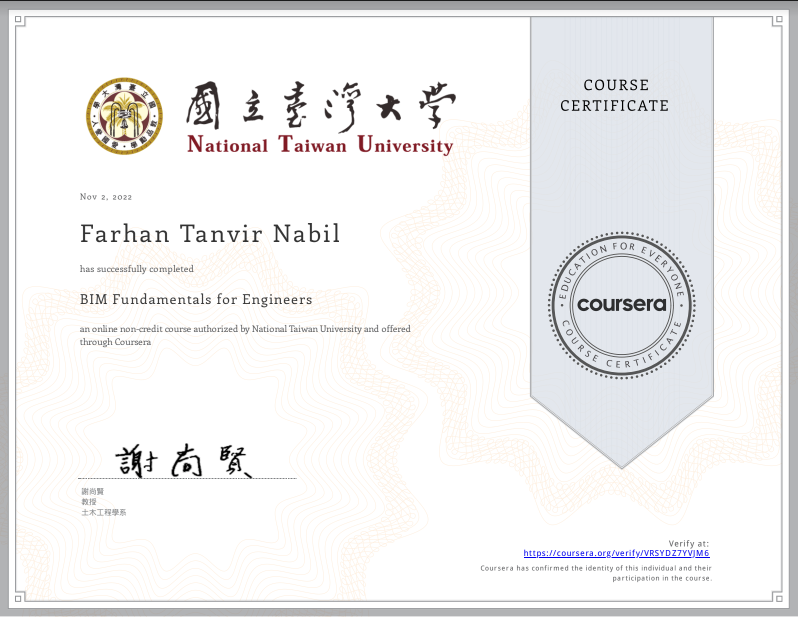 國立臺灣大學
National Taiwan University
COURSE
CERTIFICATE
Nov 2, 2022
Farhan Tanvir Nabil
has successfully completed
BIM Fundamentals for Engineers
an online non-credit course authorized by National Taiwan University and offered
through Coursera
EDUCATION FOR EVERYONE
coursera
COURSE CERTIFICATE
謝尚賢
謝尚賢
教授
土木工程學系
Verify at:
https://coursera.org/verify/VRSYDZ7YVJM6
Coursera has confirmed the identity of this individual and their
participation in the course.